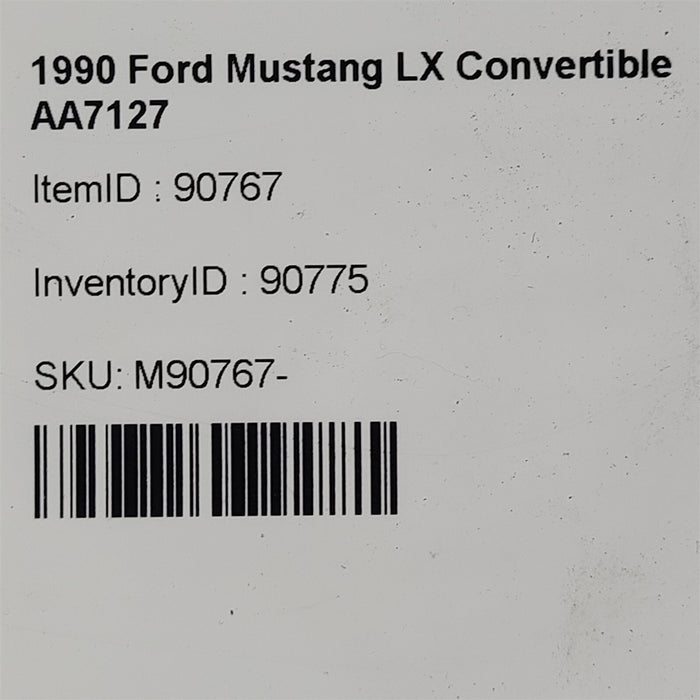 1990 Ford Mustang LX Convertible
AA7127
ItemID : 90767
InventoryID : 90775
SKU: M90767-